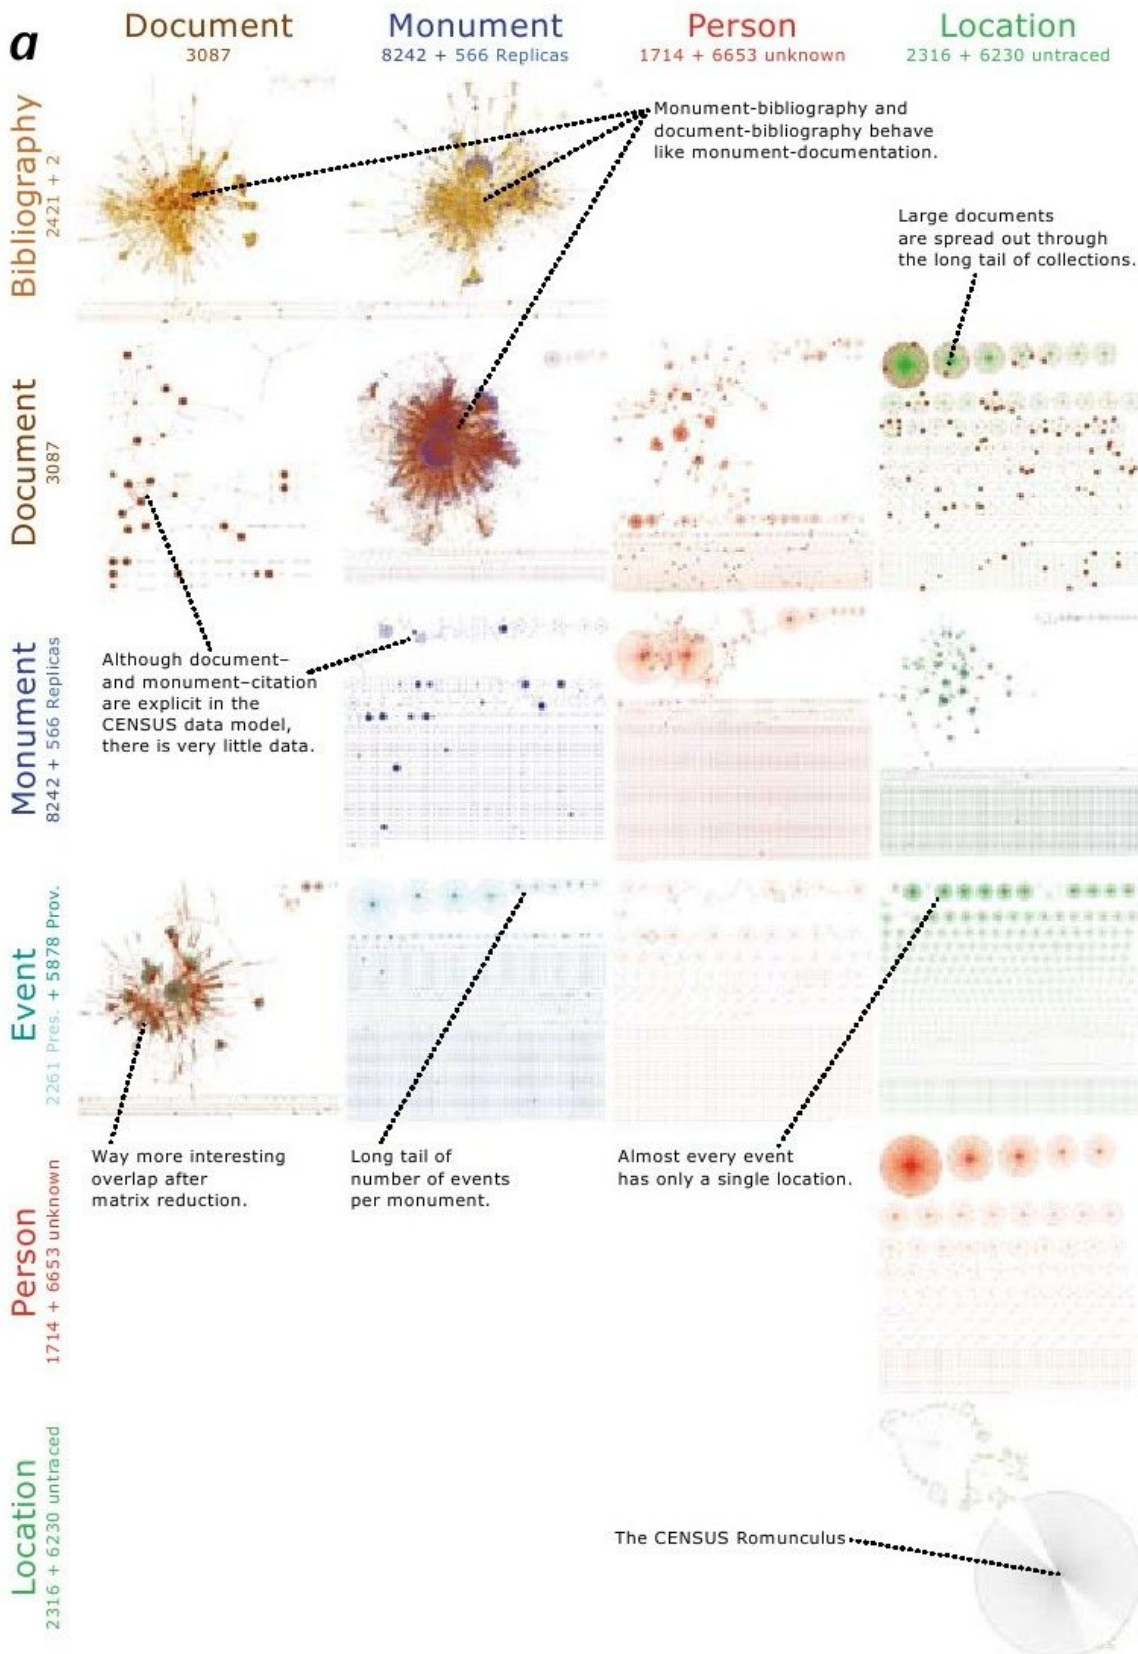 a
Document
3087
Monument
8242 + 566 Replicas
Person
1714 + 6653 unknown
Location
2316 + 6230 untraced
Bibliography
2421 + 2
Monument-bibliography and
document-bibliography behave
like monument-documentation.
Large documents
are spread out through
the long tail of collections.
Document
3087
Although document–
and monument–citation
are explicit in the
CENSUS data model,
there is very little data.
Monument
8242 + 566 Replicas
Event
2261 Pres. + 5878 Prov.
Way more interesting
overlap after
matrix reduction.
Long tail of
number of events
per monument.
Almost every event
has only a single location.
Person
1714 + 6653 unknown
Location
2316 + 6230 untraced
The CENSUS Romunculus